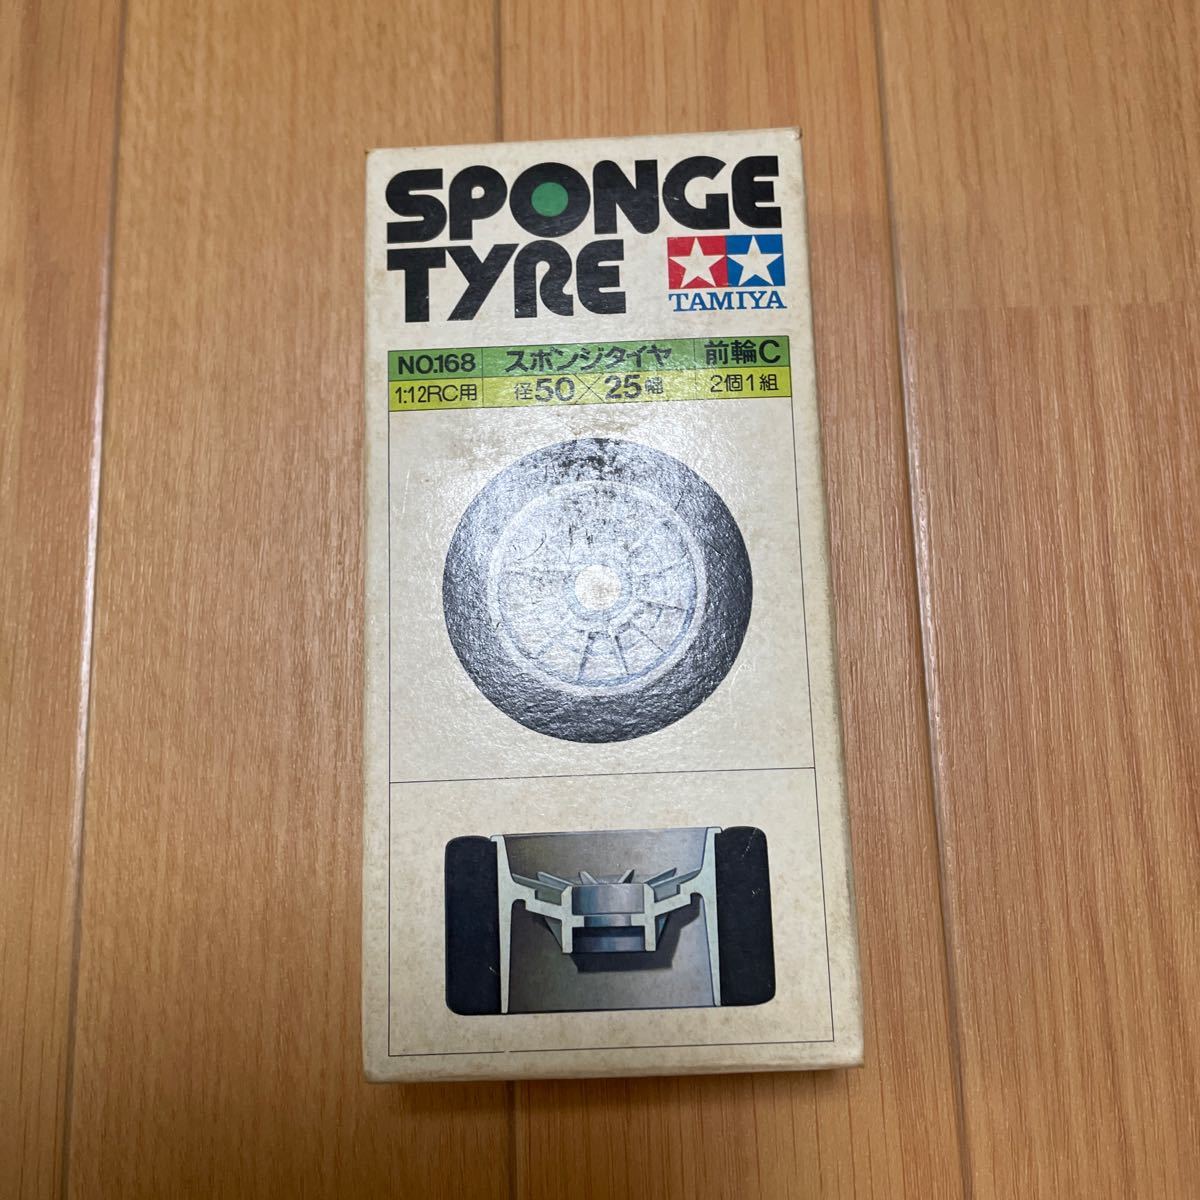 SPONGE
TYRE
TAMIYA
NO.168 スポンジタイヤ 前輪C
1:12RC用 径50×25幅 2個1組